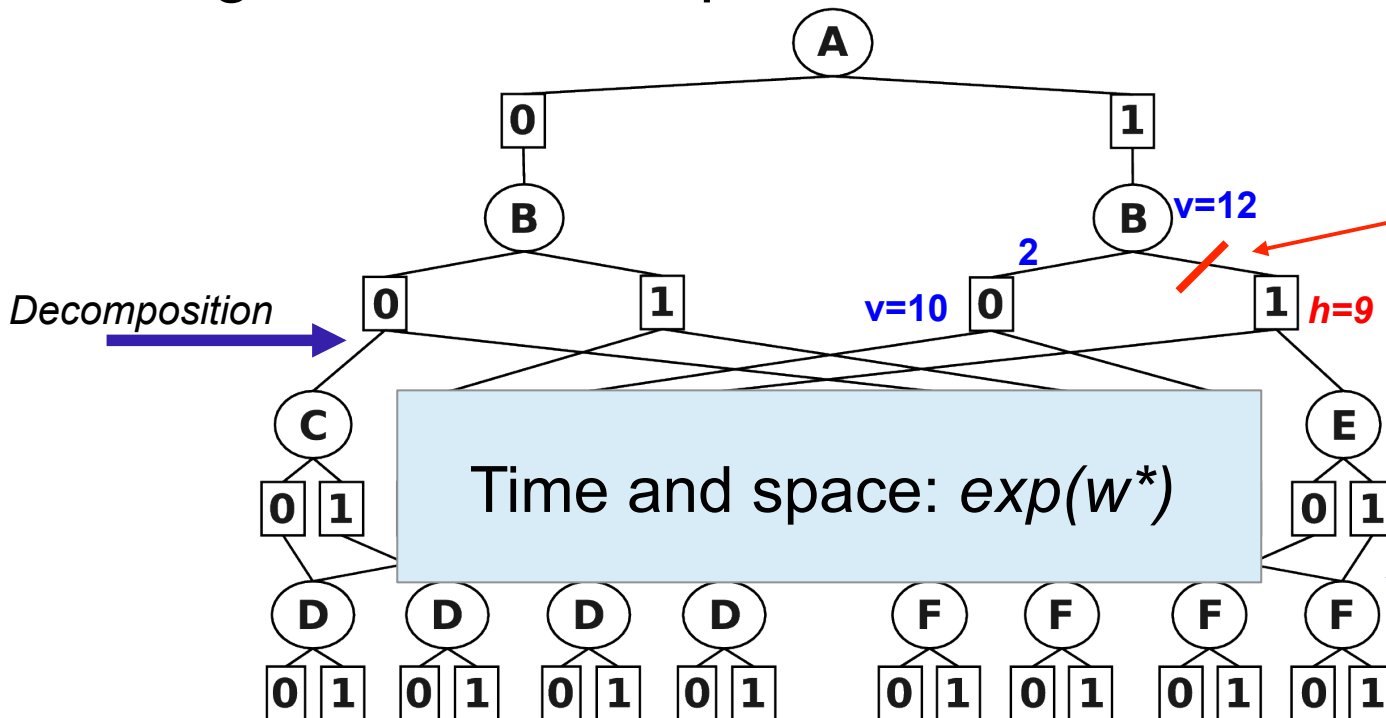 A
0 1
B B v=12
2
Decomposition 0 1 v=10 0 1 h=9
C E
Time and space: exp(w*)
0 1 0 1
D D D D F F F F
0 1 0 1 0 1 0 1 0 1 0 1 0 1 0 1